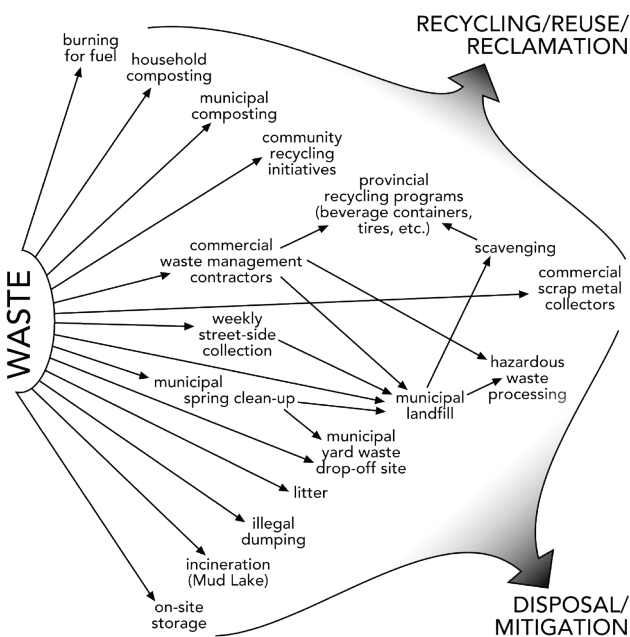 RECYCLING/REUSE/
RECLAMATION
burning
for fuel
household
composting
municipal
composting
community
recycling
initiatives
provincial
recycling programs
(beverage containers,
tires, etc.)
commercial
waste management
contractors
scavenging
commercial
scrap metal
collectors
WASTE
weekly
street-side
collection
hazardous
waste
processing
municipal
spring clean-up
municipal
landfill
municipal
yard waste
drop-off site
litter
illegal
dumping
incineration
(Mud Lake)
on-site
storage
DISPOSAL/
MITIGATION